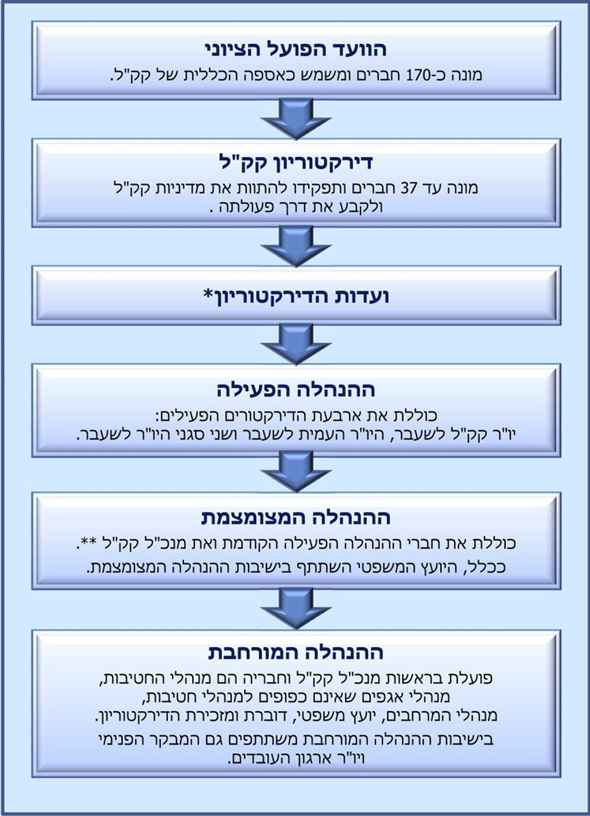 הוועד הפועל הציוני
מונה כ-170 חברים ומשמש כאספה הכללית של קק"ל.
דירקטוריון קק"ל
מונה עד 37 חברים ותפקידו להתוות את מדיניות קק"ל
ולקבע את דרך פעולתה .
ועדות הדירקטוריון*
ההנהלה הפעילה
כוללת את ארבעת הדירקטורים הפעילים:
יו"ר קק"ל לשעבר, היו"ר העמית לשעבר ושני סגני היו"ר לשעבר.
ההנהלה המצומצמת
כוללת את חברי ההנהלה הפעילה הקודמת ואת מנכ"ל קק"ל **.
ככלל, היועץ המשפטי השתתף בישיבות ההנהלה המצומצמת.
ההנהלה המורחבת
פועלת בראשות מנכ"ל קק"ל וחבריה הם מנהלי החטיבות,
מנהלי אגפים שאינם כפופים למנהלי חטיבות,
מנהלי המרחבים, יועץ משפטי, דוברת ומזכירת הדירקטוריון.
בישיבות ההנהלה המורחבת משתתפים גם המבקר הפנימי
ויו"ר ארגון העובדים.